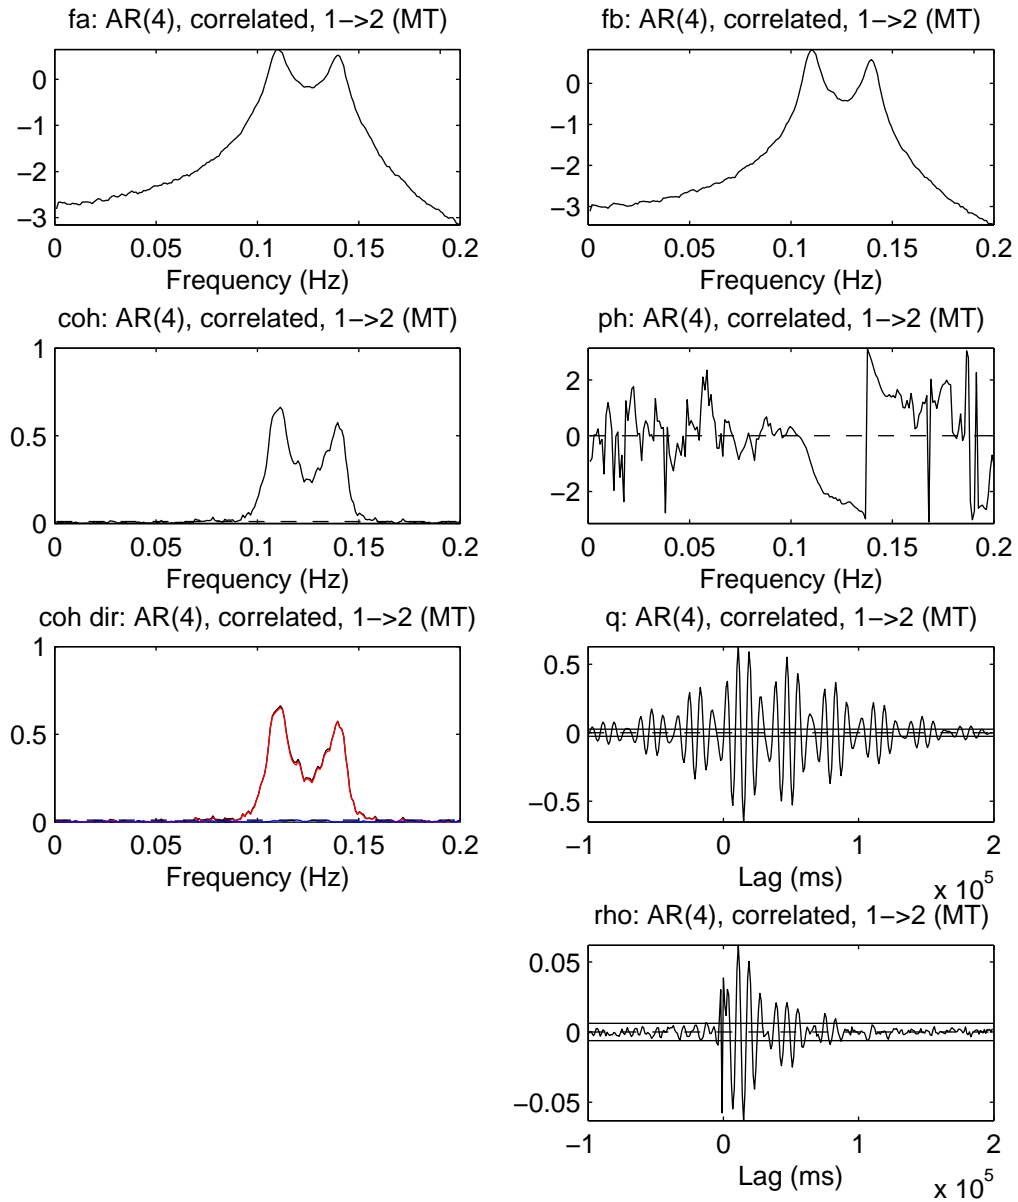 fa: AR(4), correlated, 1−>2 (MT)
0
−1
−2
−3
0 0.05 0.1 0.15 0.2
Frequency (Hz)
fb: AR(4), correlated, 1−>2 (MT)
0
−1
−2
−3
0 0.05 0.1 0.15 0.2
Frequency (Hz)
coh: AR(4), correlated, 1−>2 (MT)
1
0.5
0
0 0.05 0.1 0.15 0.2
Frequency (Hz)
ph: AR(4), correlated, 1−>2 (MT)
2
0
−2
0 0.05 0.1 0.15 0.2
Frequency (Hz)
coh dir: AR(4), correlated, 1−>2 (MT)
1
0.5
0
0 0.05 0.1 0.15 0.2
Frequency (Hz)
q: AR(4), correlated, 1−>2 (MT)
0.5
0
−0.5
−1 0 1 2
Lag (ms)
x 10^5
rho: AR(4), correlated, 1−>2 (MT)
0.05
0
−0.05
−1 0 1 2
Lag (ms)
x 10^5